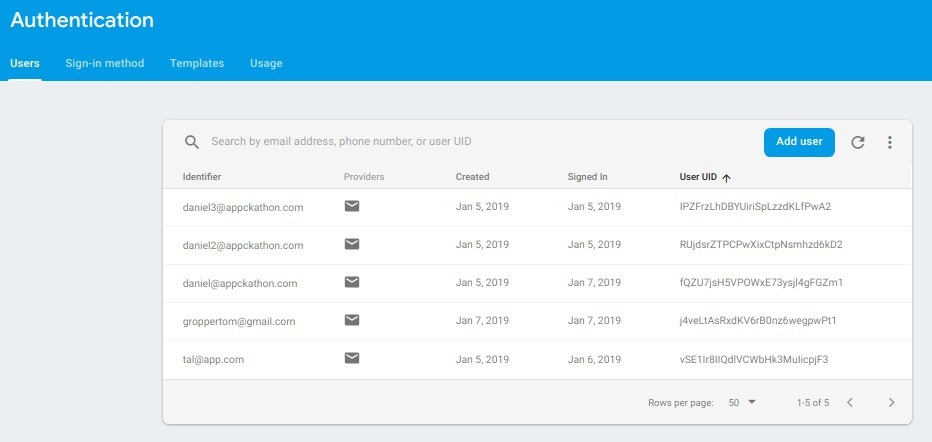 Authentication
Users Sign-in method Templates Usage
Search by email address, phone number, or user UID Add user
Identifier Providers Created Signed In User UID
daniel3@appckathon.com Jan 5, 2019 Jan 5, 2019 IPZFrzLhDBYUiriSpLzzdKLfPwA2
daniel2@appckathon.com Jan 5, 2019 Jan 5, 2019 RUjdsrZTPCPwXixCtpNsmhzd6kD2
daniel@appckathon.com Jan 5, 2019 Jan 7, 2019 fQZU7jsH5VPOWxE73ysjl4gFGZm1
groppertom@gmail.com Jan 7, 2019 Jan 7, 2019 j4veLtAsRxdKV6rB0nz6wegpwPt1
tal@app.com Jan 5, 2019 Jan 6, 2019 vSE1Ir8IIQdlVCWbHk3MulicpjF3
Rows per page: 50 1-5 of 5